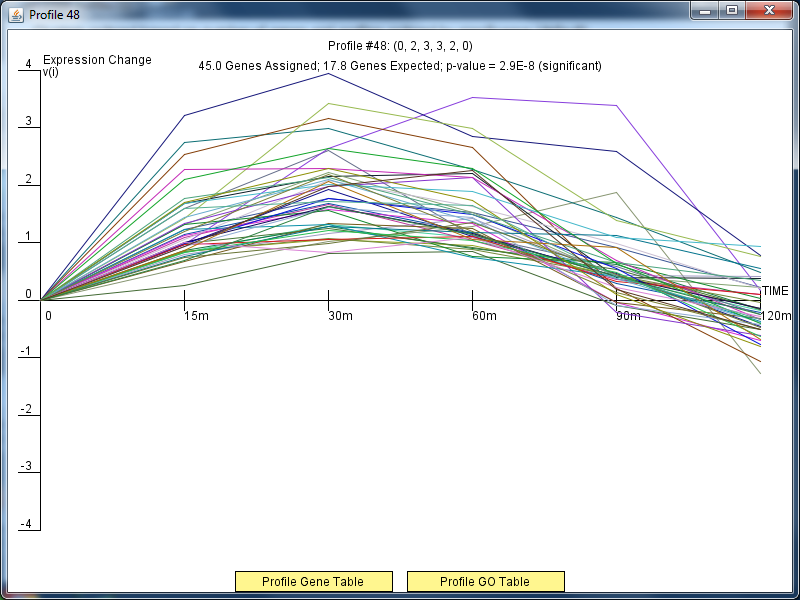 Profile 48
Profile #48: (0, 2, 3, 3, 2, 0)
45.0 Genes Assigned; 17.8 Genes Expected; p-value = 2.9E-8 (significant)
Expression Change
v(i)
4
3
2
1
0
-1
-2
-3
-4
TIME
0 15m 30m 60m 90m 120m
Profile Gene Table Profile GO Table